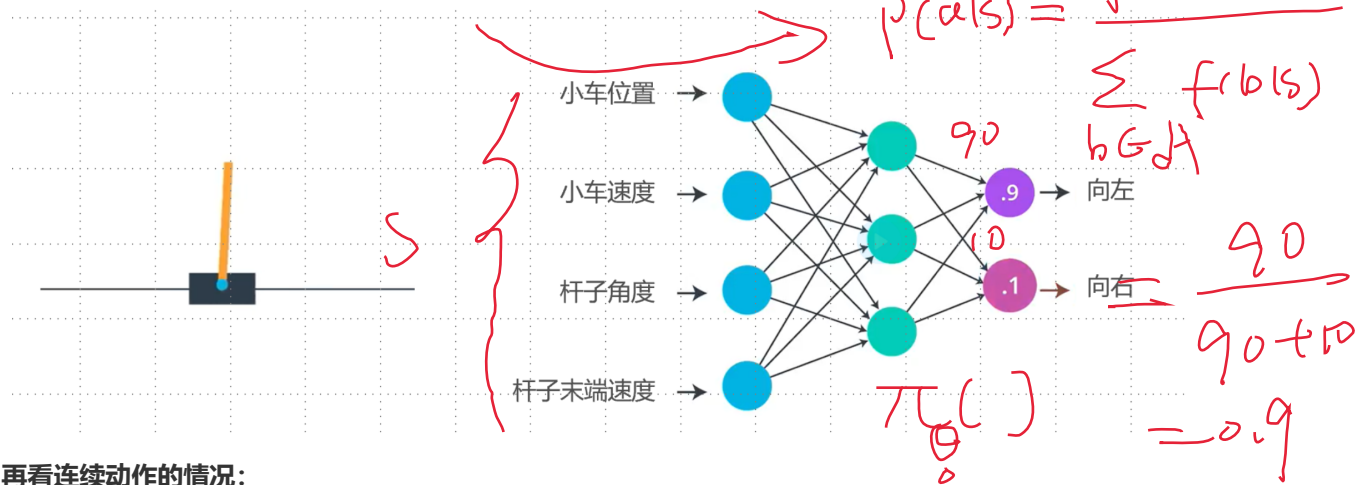 p(a|s) =
Σ f(b|s)
b∈A
小车位置
90
小车速度
.9
向左
S
10
杆子角度
.1
向右
= 90
90+10
杆子末端速度
π_θ( )
=0.9
再看连续动作的情况：